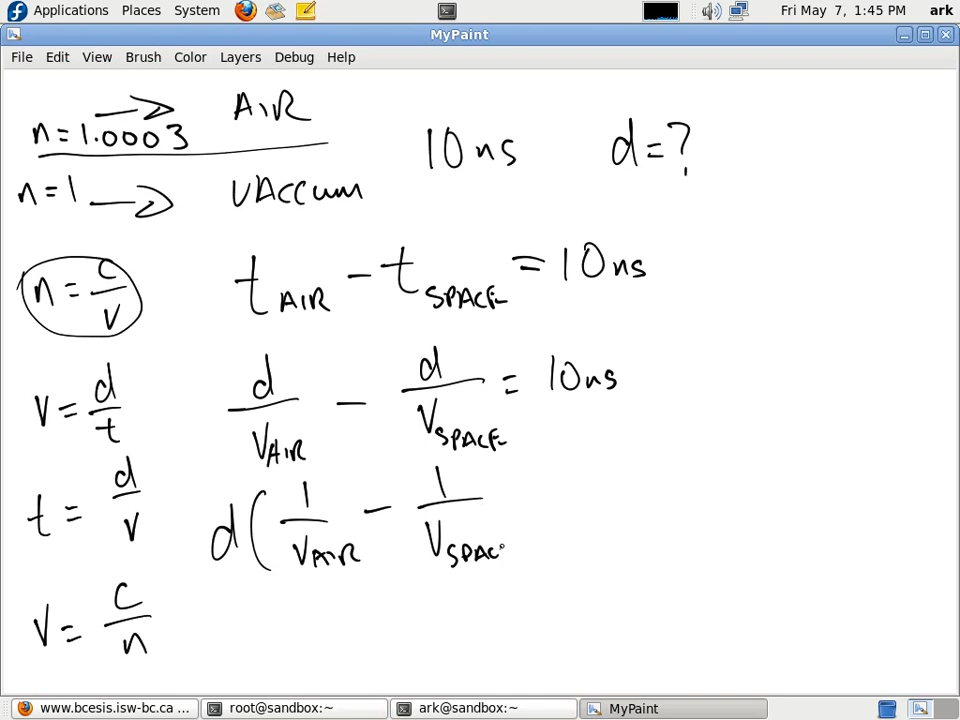 Applications Places System Fri May 7, 1:45 PM ark
MyPaint
File Edit View Brush Color Layers Debug Help
n = 1.0003 AIR
10 ns d = ?
n = 1 VACCUM
n = c/v
t AIR - t SPACE = 10 ns
v = d/t
d/V AIR - d/V SPACE = 10 ns
t = d/v
d ( 1/V AIR - 1/V SPAC
v = c/n
www.bcesis.isw-bc.ca ... root@sandbox:~ ark@sandbox:~ MyPaint